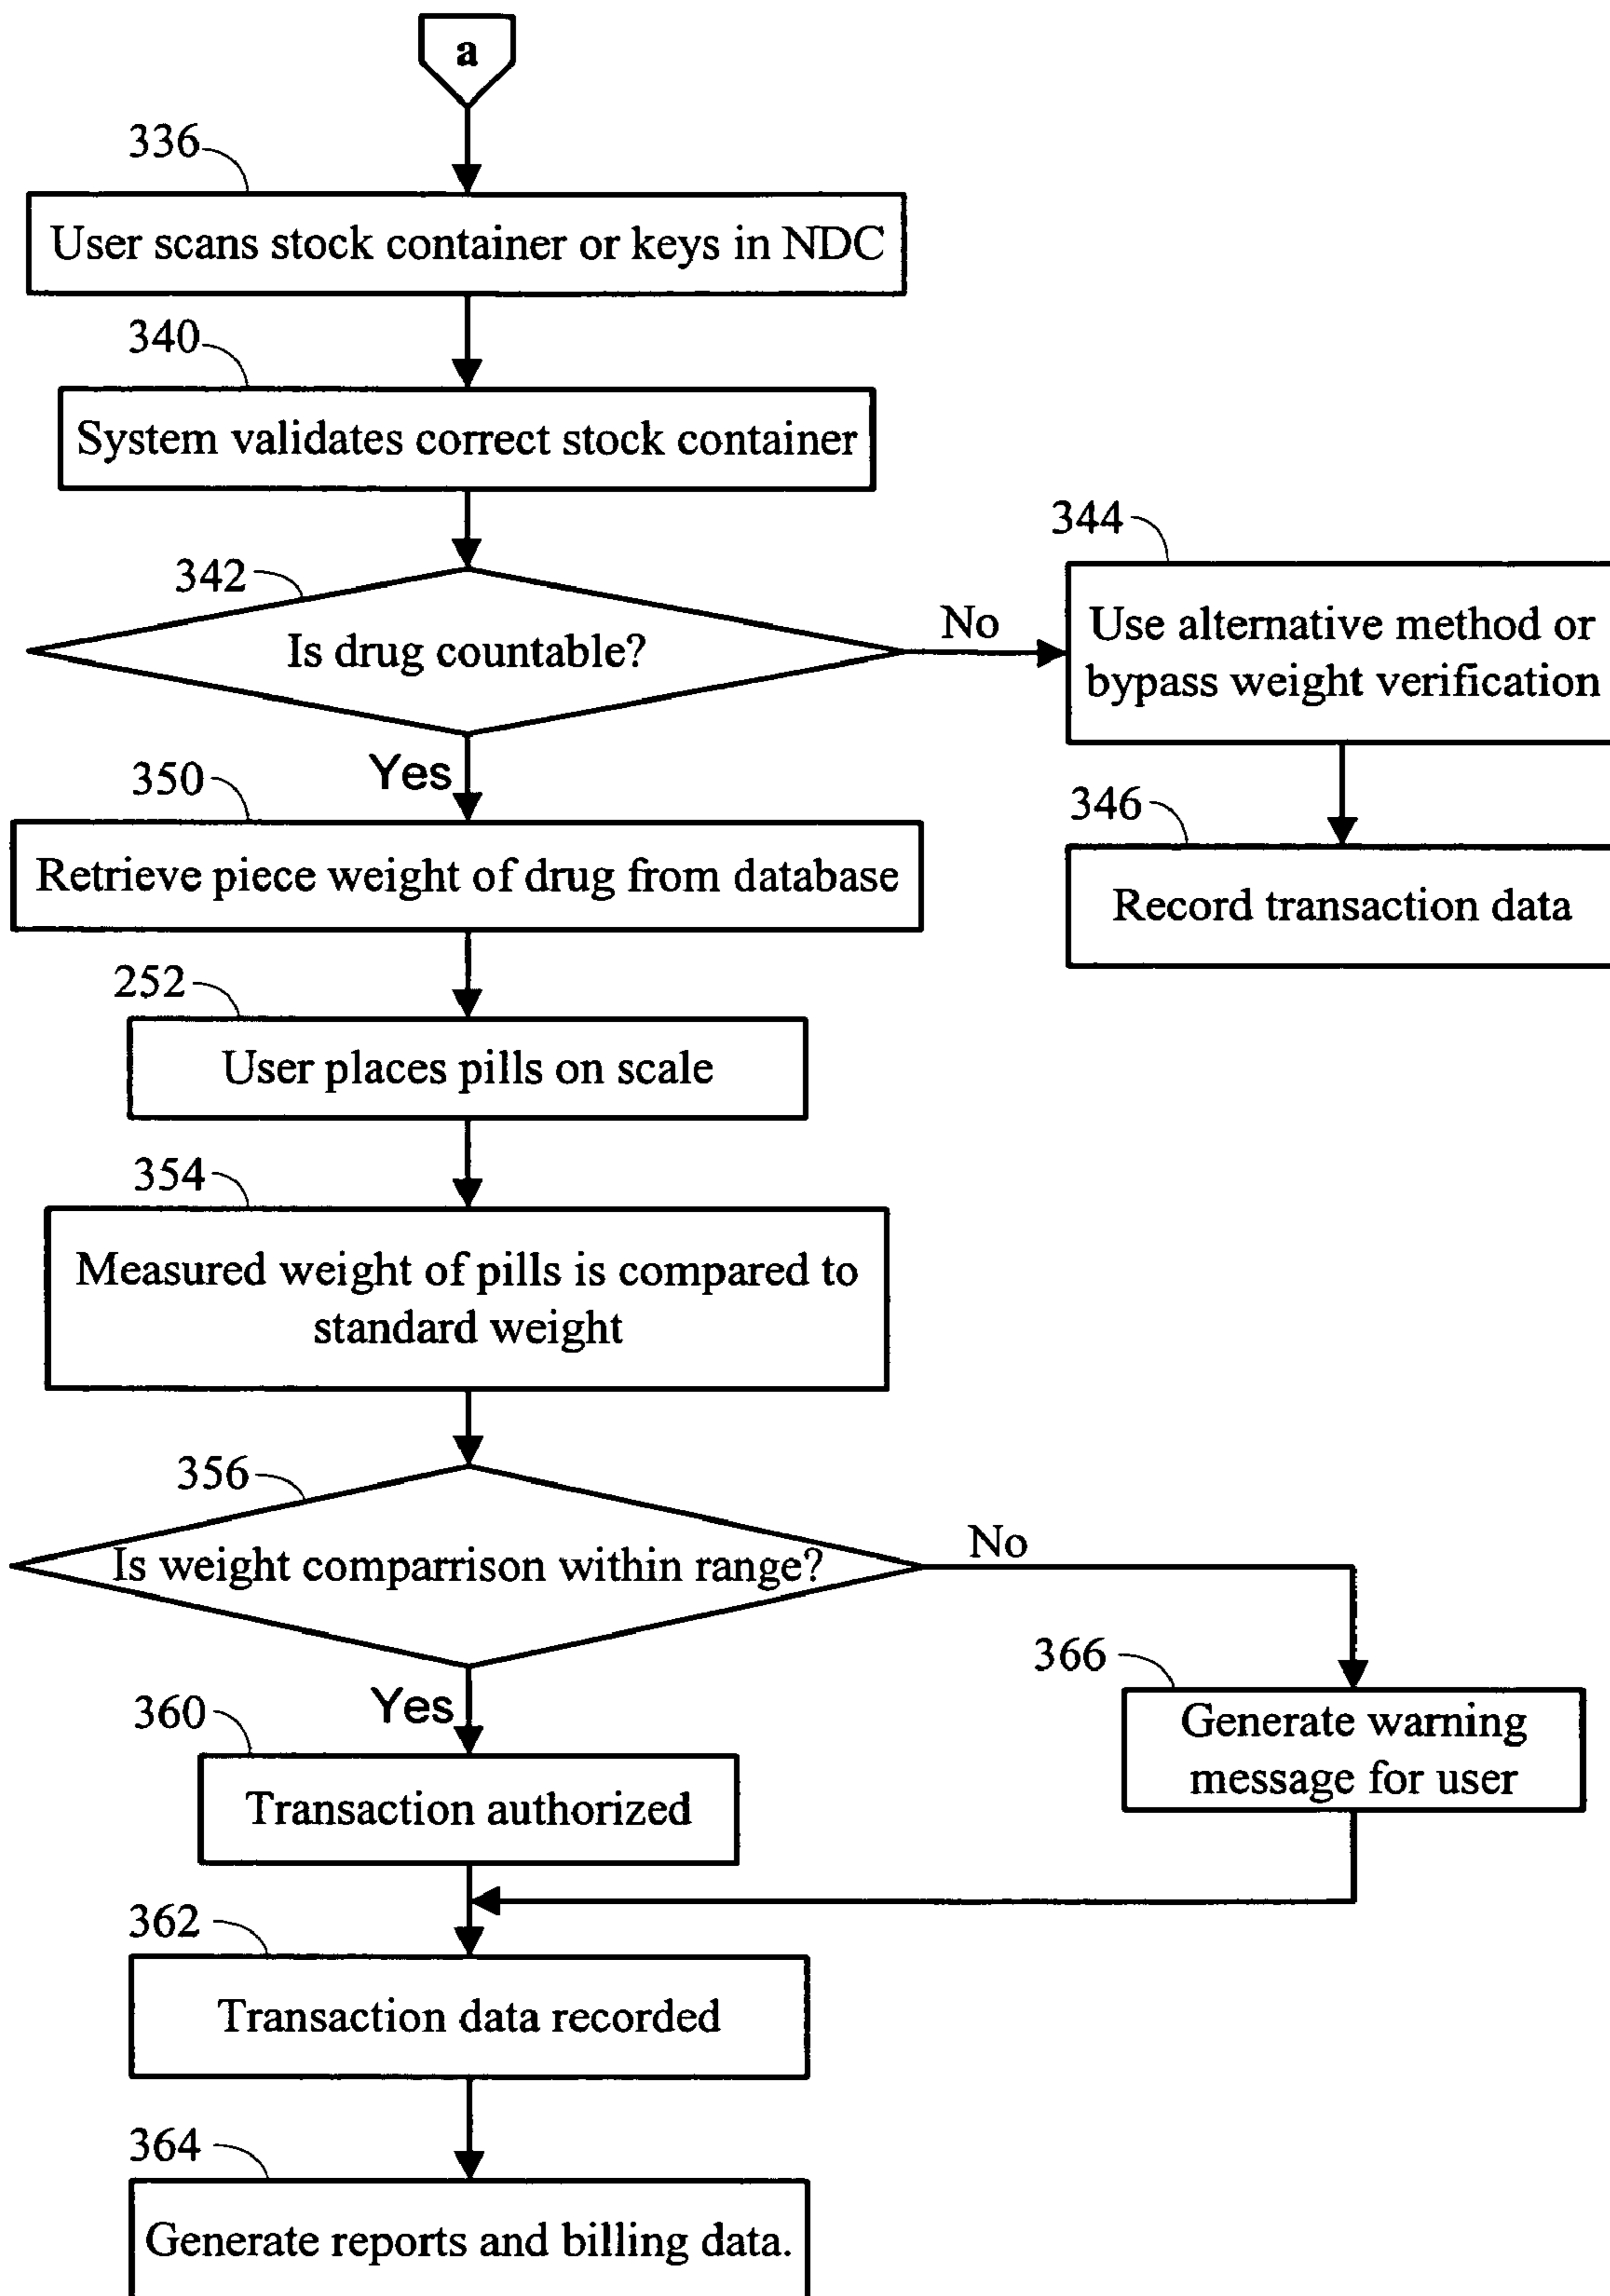 a
336
User scans stock container or keys in NDC
340
System validates correct stock container
342
Is drug countable?
No
344
Use alternative method or
bypass weight verification
346
Record transaction data
Yes
350
Retrieve piece weight of drug from database
252
User places pills on scale
354
Measured weight of pills is compared to
standard weight
356
Is weight comparrison within range?
No
366
Generate warning
message for user
Yes
360
Transaction authorized
362
Transaction data recorded
364
Generate reports and billing data.